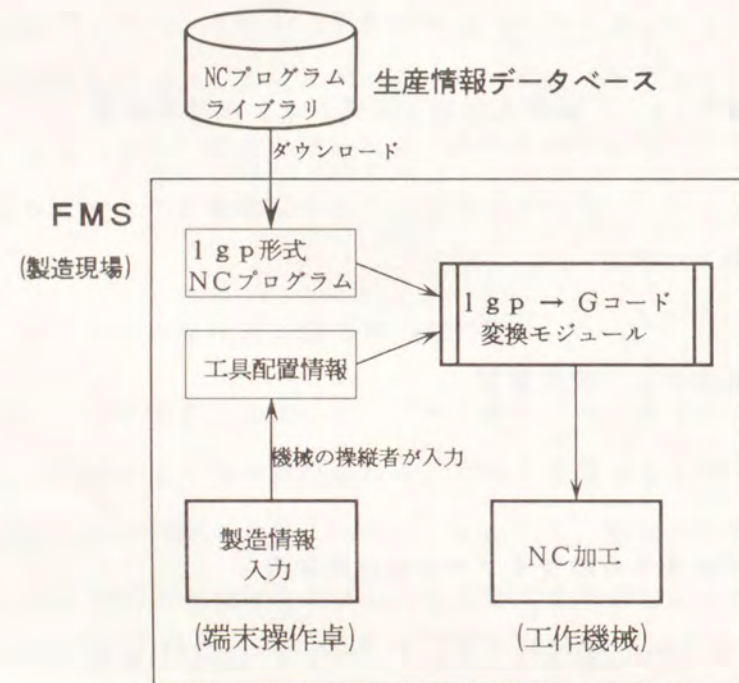 NCプログラム
ライブラリ
生産情報データベース
ダウンロード
FMS
(製造現場)
lgp形式
NCプログラム
lgp → Gコード
変換モジュール
工具配置情報
機械の操縦者が入力
製造情報
入力
NC加工
(端末操作卓)
(工作機械)